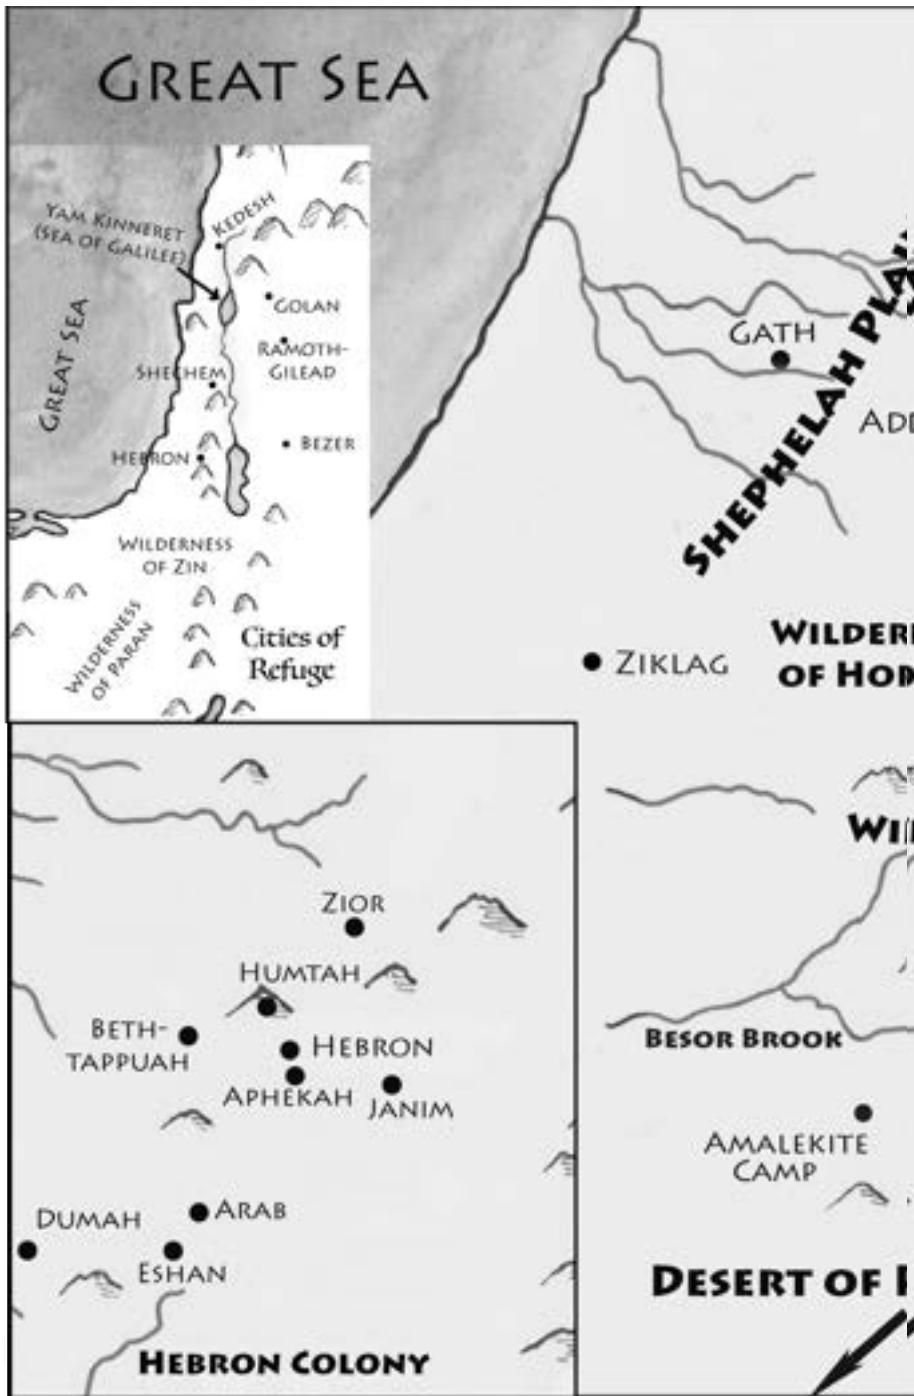 GREAT SEA
YAM KINNERET
(SEA OF GALILEE)
KEDESH
GREAT SEA
GOLAN
RAMOTH-
GILEAD
SHECHEM
HEBRON
BEZER
WILDERNESS
OF ZIN
WILDERNESS
OF PARAN
Cities of
Refuge
GATH
SHEPHELAH
ZIKLAG
BESOR BROOK
AMALEKITE
CAMP
DESERT OF
ZIOR
HUMTAH
BETH-
TAPPUAH
HEBRON
APHEKAH
JANIM
DUMAH
ARAB
ESHAN
HEBRON COLONY